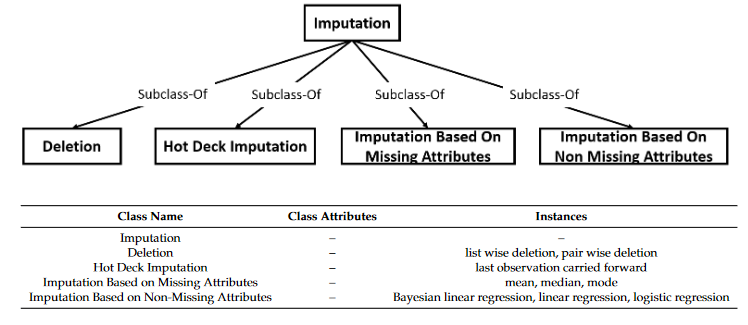 Imputation
Subclass-Of Subclass-Of Subclass-Of Subclass-Of
Deletion
Hot Deck Imputation
Imputation Based On
Missing Attributes
Imputation Based On
Non Missing Attributes
Class Name Class Attributes Instances
Imputation – –
Deletion – list wise deletion, pair wise deletion
Hot Deck Imputation – last observation carried forward
Imputation Based on Missing Attributes – mean, median, mode
Imputation Based on Non-Missing Attributes – Bayesian linear regression, linear regression, logistic regression